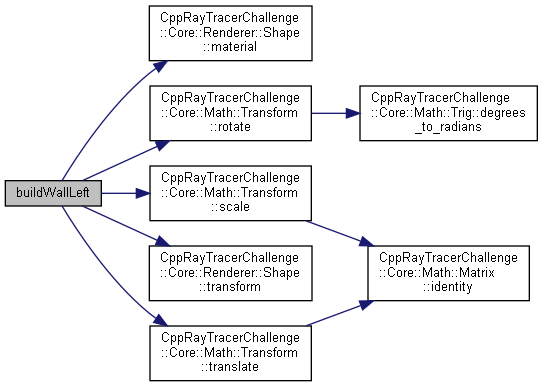 buildWallLeft
CppRayTracerChallenge
::Core::Renderer::Shape
::material
CppRayTracerChallenge
::Core::Math::Transform
::rotate
CppRayTracerChallenge
::Core::Math::Trig::degrees
_to_radians
CppRayTracerChallenge
::Core::Math::Transform
::scale
CppRayTracerChallenge
::Core::Math::Matrix
::identity
CppRayTracerChallenge
::Core::Renderer::Shape
::transform
CppRayTracerChallenge
::Core::Math::Transform
::translate